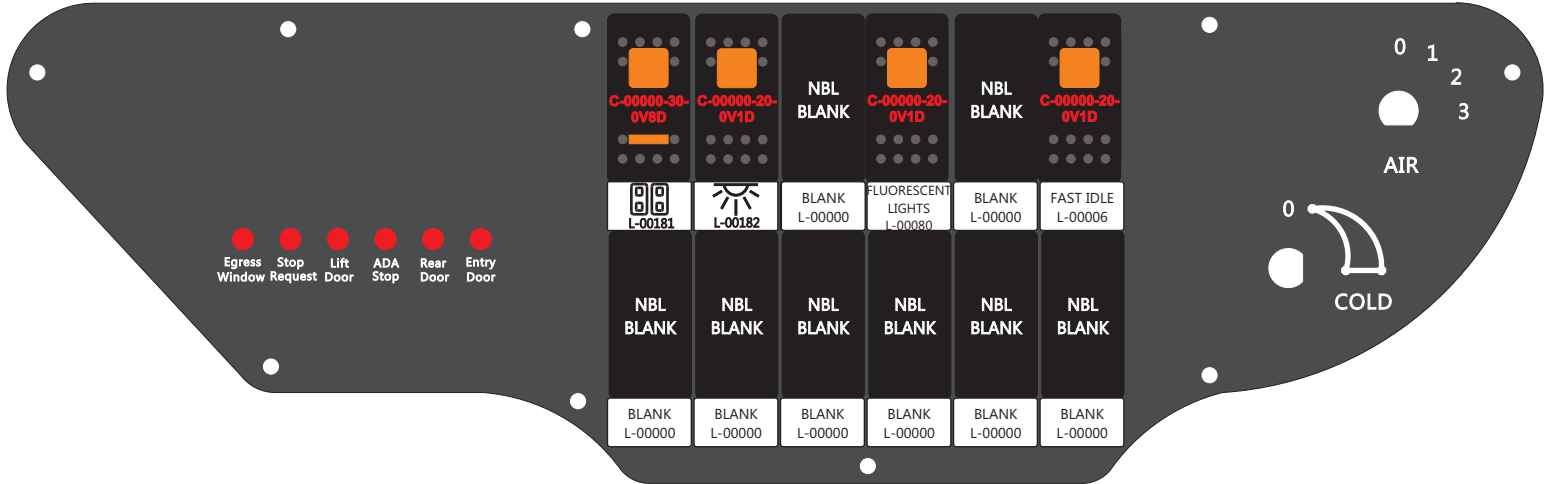 C-00000-30-
0V8D
C-00000-20-
0V1D
NBL
BLANK
C-00000-20-
0V1D
NBL
BLANK
C-00000-20-
0V1D
0
1
2
3
AIR
L-00181
L-00182
BLANK
L-00000
FLUORESCENT
LIGHTS
L-00080
BLANK
L-00000
FAST IDLE
L-00006
0
COLD
Egress
Window
Stop
Request
Lift
Door
ADA
Stop
Rear
Door
Entry
Door
NBL
BLANK
NBL
BLANK
NBL
BLANK
NBL
BLANK
NBL
BLANK
NBL
BLANK
BLANK
L-00000
BLANK
L-00000
BLANK
L-00000
BLANK
L-00000
BLANK
L-00000
BLANK
L-00000